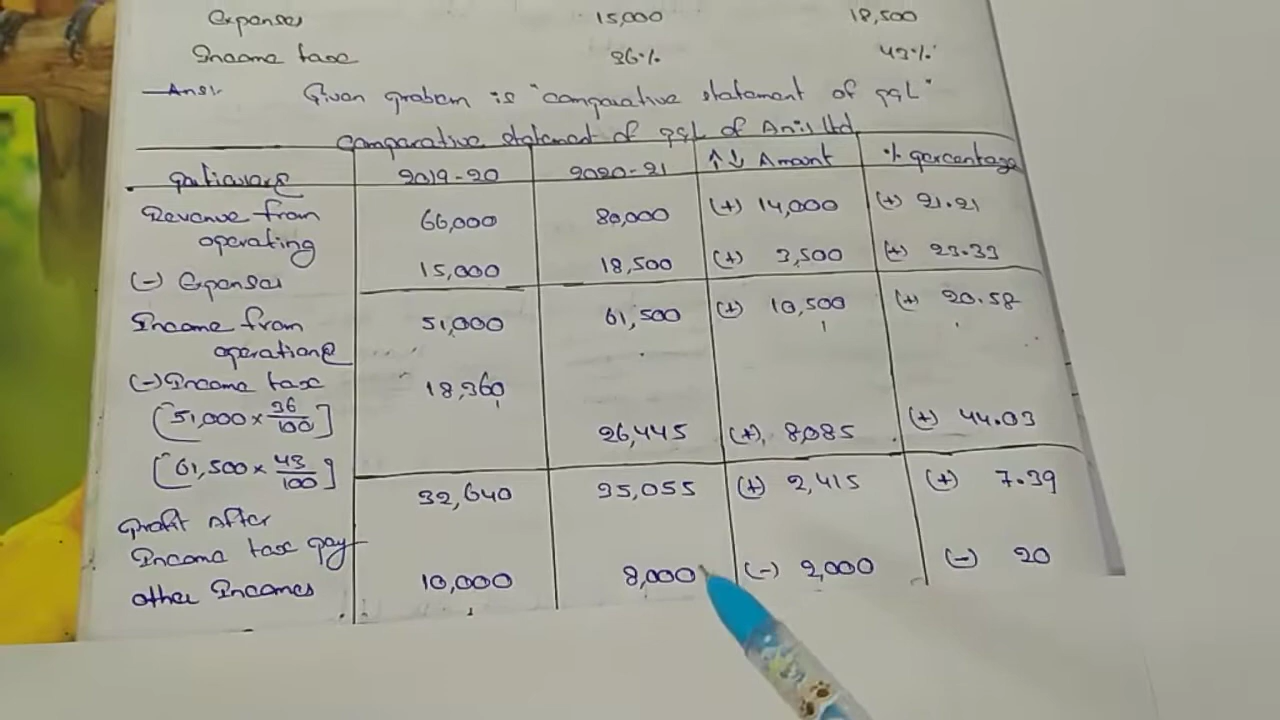 Expenses 15,000 18,500
Income tax 36% 43%
Ans:- Given problem is "comparative statement of P&L"
comparative statement of P&L of Anis Ltd
particulars 2019-20 2020-21 ↑↓ Amount % percentage
Revenue from operating 66,000 80,000 (+) 14,000 (+) 21.21
(-) Expenses 15,000 18,500 (+) 3,500 (+) 23.33
Income from operations 51,000 61,500 (+) 10,500 (+) 20.58
(-) Income tax 18,360
[51,000 × 36/100]
26,445 (+) 8,085 (+) 44.03
[61,500 × 43/100]
Profit After Income tax pay 32,640 35,055 (+) 2,415 (+) 7.39
other Incomes 10,000 8,000 (-) 2,000 (-) 20